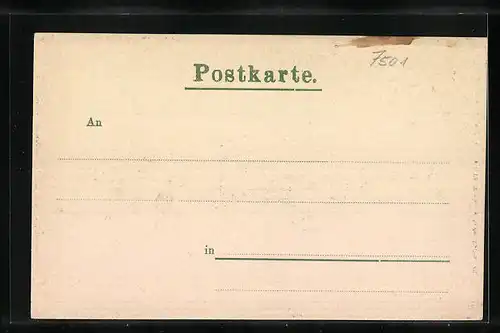 Postkarte.
7501
An
in